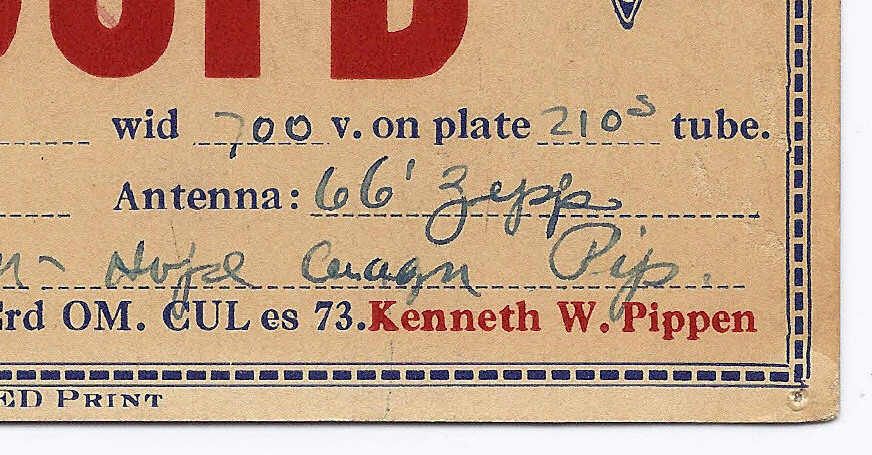 wid 700 v. on plate 210s tube.
Antenna: 66' Zepp
Hope cuagn Pip.
rd OM. CUL es 73. Kenneth W. Pippen
ED PRINT